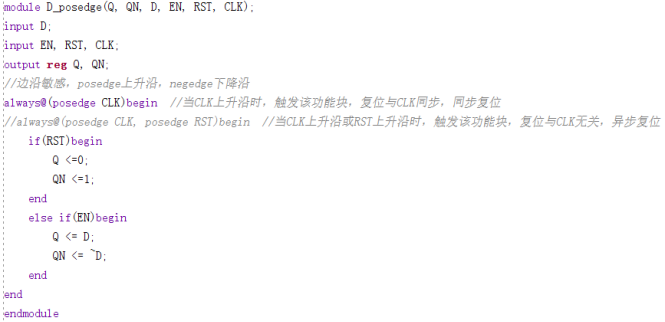 module D_posedge(Q, QN, D, EN, RST, CLK);
input D;
input EN, RST, CLK;
output reg Q, QN;
//边沿敏感，posedge上升沿，negedge下降沿
always@(posedge CLK)begin  //当CLK上升沿时，触发该功能块，复位与CLK同步，同步复位
//always@(posedge CLK, posedge RST)begin  //当CLK上升沿或RST上升沿时，触发该功能块，复位与CLK无关，异步复位
    if(RST)begin
        Q <=0;
        QN <=1;
    end
    else if(EN)begin
        Q <= D;
        QN <= ~D;
    end
end
endmodule